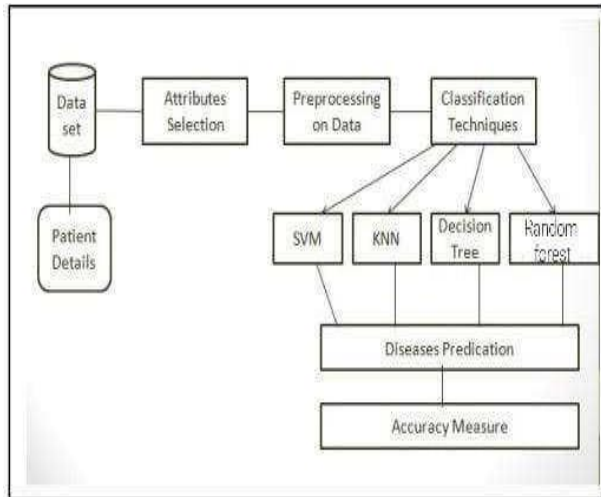 Data
set
Attributes
Selection
Preprocessing
on Data
Classification
Techniques
Patient
Details
SVM
KNN
Decision
Tree
Random
forest
Diseases Predication
Accuracy Measure